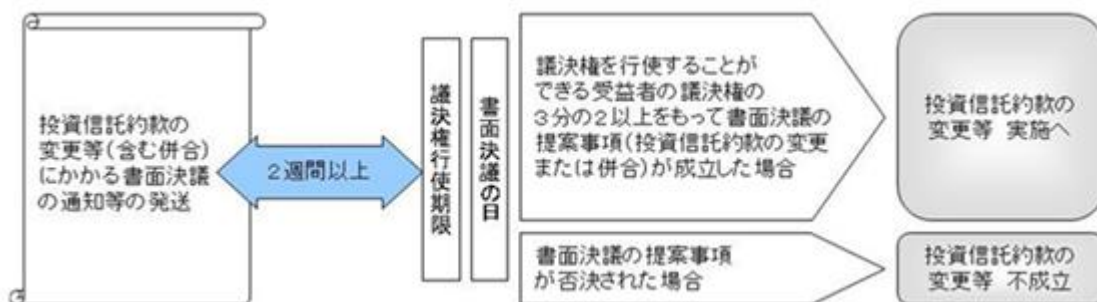 投資信託約款の
変更等(含む併合)
にかかる書面決議
の通知等の発送
2週間以上
議決権行使期限
書面決議の日
議決権を行使することが
できる受益者の議決権の
3分の2以上をもって書面決議の
提案事項(投資信託約款の変更
または併合)が成立した場合
投資信託約款の
変更等 実施へ
書面決議の提案事項
が否決された場合
投資信託約款の
変更等 不成立